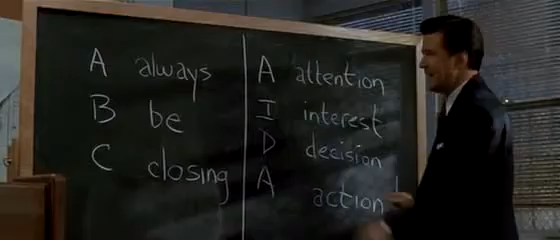 A always
B be
C closing
A attention
I interest
D decision
A action